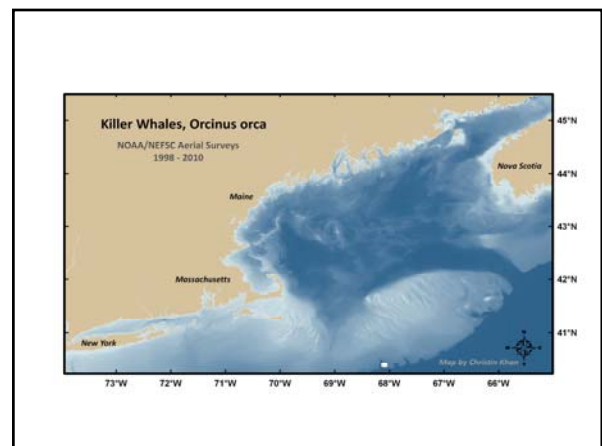 Killer Whales, Orcinus orca
NOAA/NEFSC Aerial Surveys
1998 - 2010
45°N
Nova Scotia
44°N
Maine
43°N
Massachusetts
42°N
41°N
New York
Map by Christin Khan
73°W 72°W 71°W 70°W 69°W 68°W 67°W 66°W